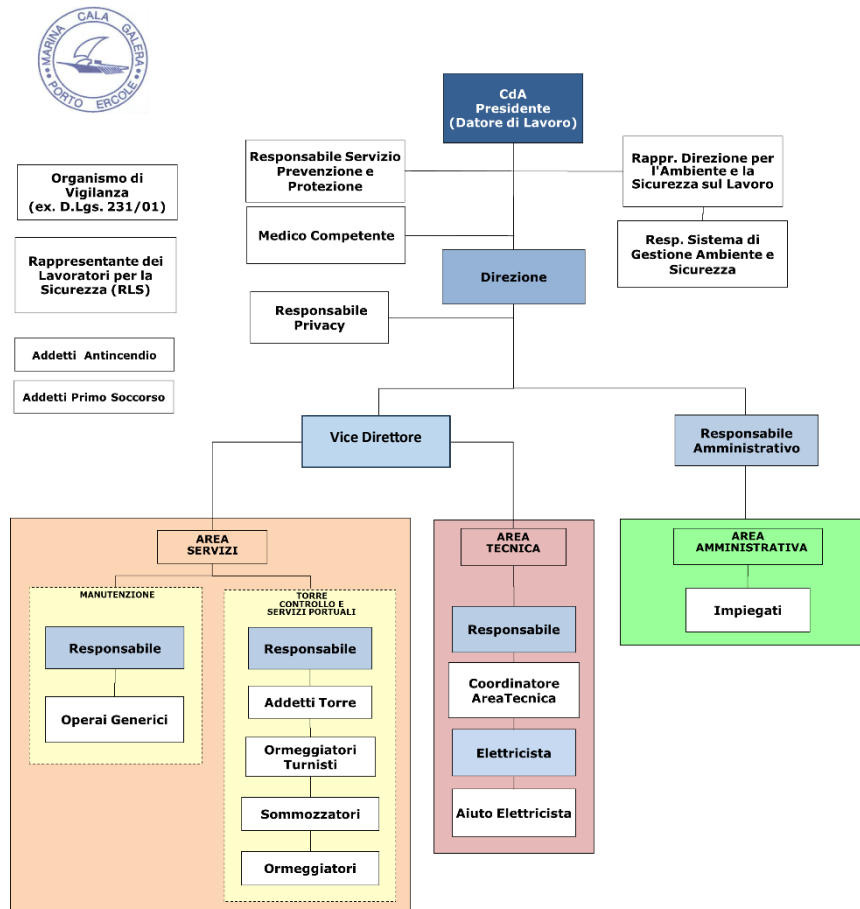 MARINA CALA GALERA
PORTO ERCOLE
CdA
Presidente
(Datore di Lavoro)
Responsabile Servizio
Prevenzione e
Protezione
Rappr. Direzione per
l'Ambiente e la
Sicurezza sul Lavoro
Organismo di
Vigilanza
(ex. D.Lgs. 231/01)
Medico Competente
Resp. Sistema di
Gestione Ambiente e
Sicurezza
Rappresentante dei
Lavoratori per la
Sicurezza (RLS)
Direzione
Responsabile
Privacy
Addetti Antincendio
Addetti Primo Soccorso
Vice Direttore
Responsabile
Amministrativo
AREA
SERVIZI
AREA
TECNICA
AREA
AMMINISTRATIVA
MANUTENZIONE
Responsabile
Operai Generici
TORRE
CONTROLLO E
SERVIZI PORTUALI
Responsabile
Addetti Torre
Ormeggiatori
Turnisti
Sommozzatori
Ormeggiatori
Responsabile
Coordinatore
AreaTecnica
Elettricista
Aiuto Elettricista
Impiegati